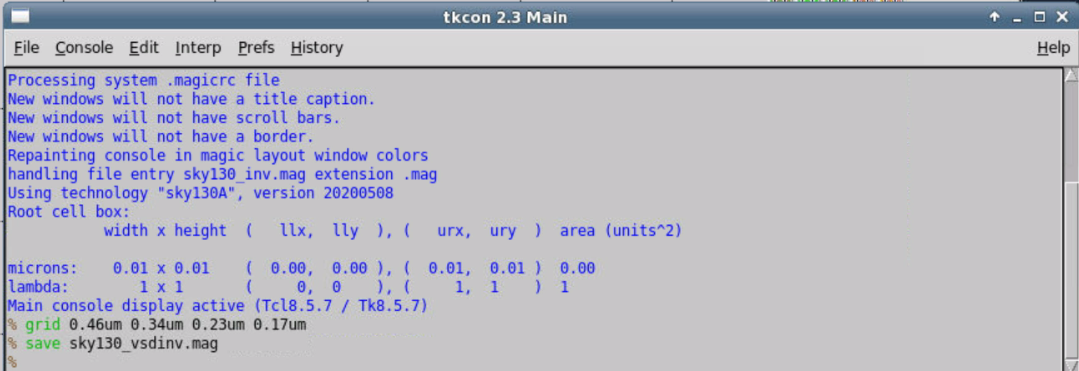 tkcon 2.3 Main
File Console Edit Interp Prefs History Help
Processing system .magicrc file
New windows will not have a title caption.
New windows will not have scroll bars.
New windows will not have a border.
Repainting console in magic layout window colors
handling file entry sky130_inv.mag extension .mag
Using technology "sky130A", version 20200508
Root cell box:
width x height ( llx, lly ), ( urx, ury ) area (units^2)
microns: 0.01 x 0.01 ( 0.00, 0.00 ), ( 0.01, 0.01 ) 0.00
lambda: 1 x 1 ( 0, 0 ), ( 1, 1 ) 1
Main console display active (Tcl8.5.7 / Tk8.5.7)
% grid 0.46um 0.34um 0.23um 0.17um
% save sky130_vsdinv.mag
%